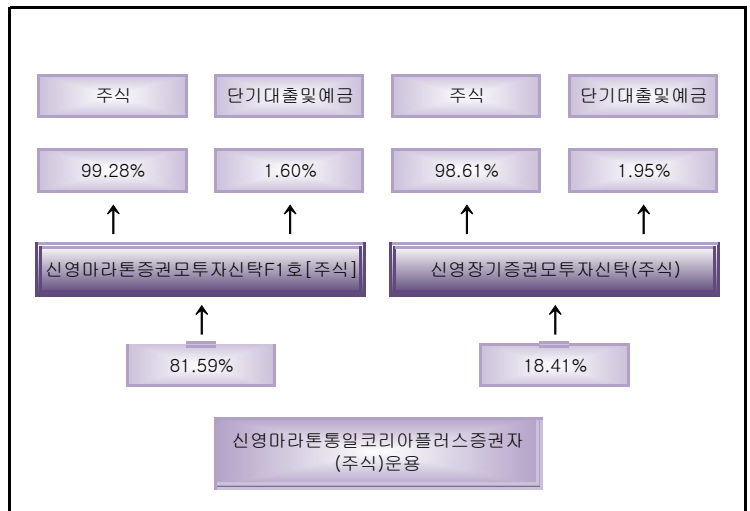 주식
단기대출및예금
주식
단기대출및예금
99.28%
1.60%
98.61%
1.95%
신영마라톤증권모투자신탁F1호[주식]
신영장기증권모투자신탁(주식)
81.59%
18.41%
신영마라톤통일코리아플러스증권자
(주식)운용